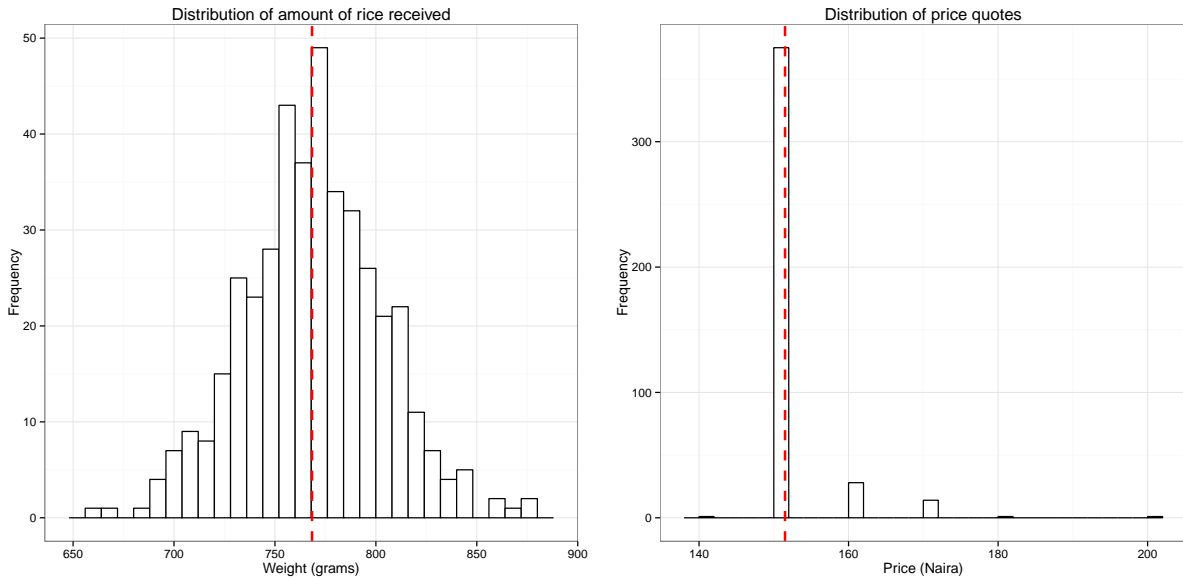 Distribution of amount of rice received
50
40
30
20
10
0
Frequency
650 700 750 800 850 900
Weight (grams)
Distribution of price quotes
300
200
100
0
Frequency
140 160 180 200
Price (Naira)